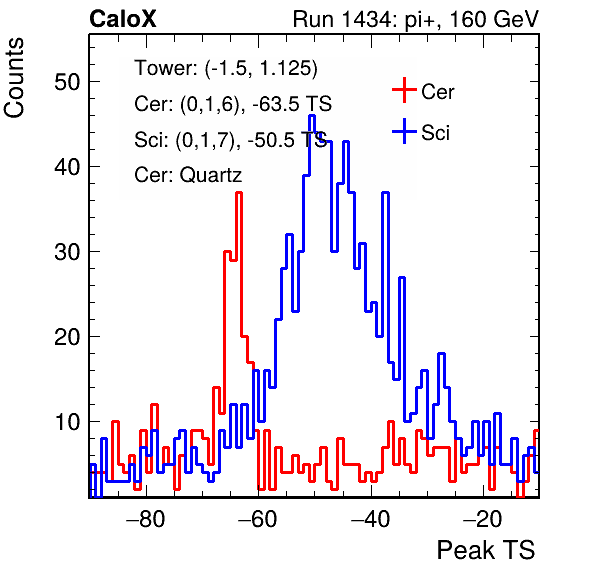 CaloX Run 1434: pi+, 160 GeV
Counts
Tower: (-1.5, 1.125)
Cer: (0,1,6), -63.5 TS
Sci: (0,1,7), -50.5 TS
Cer: Quartz
Cer
Sci
50
40
30
20
10
−80 −60 −40 −20
Peak TS